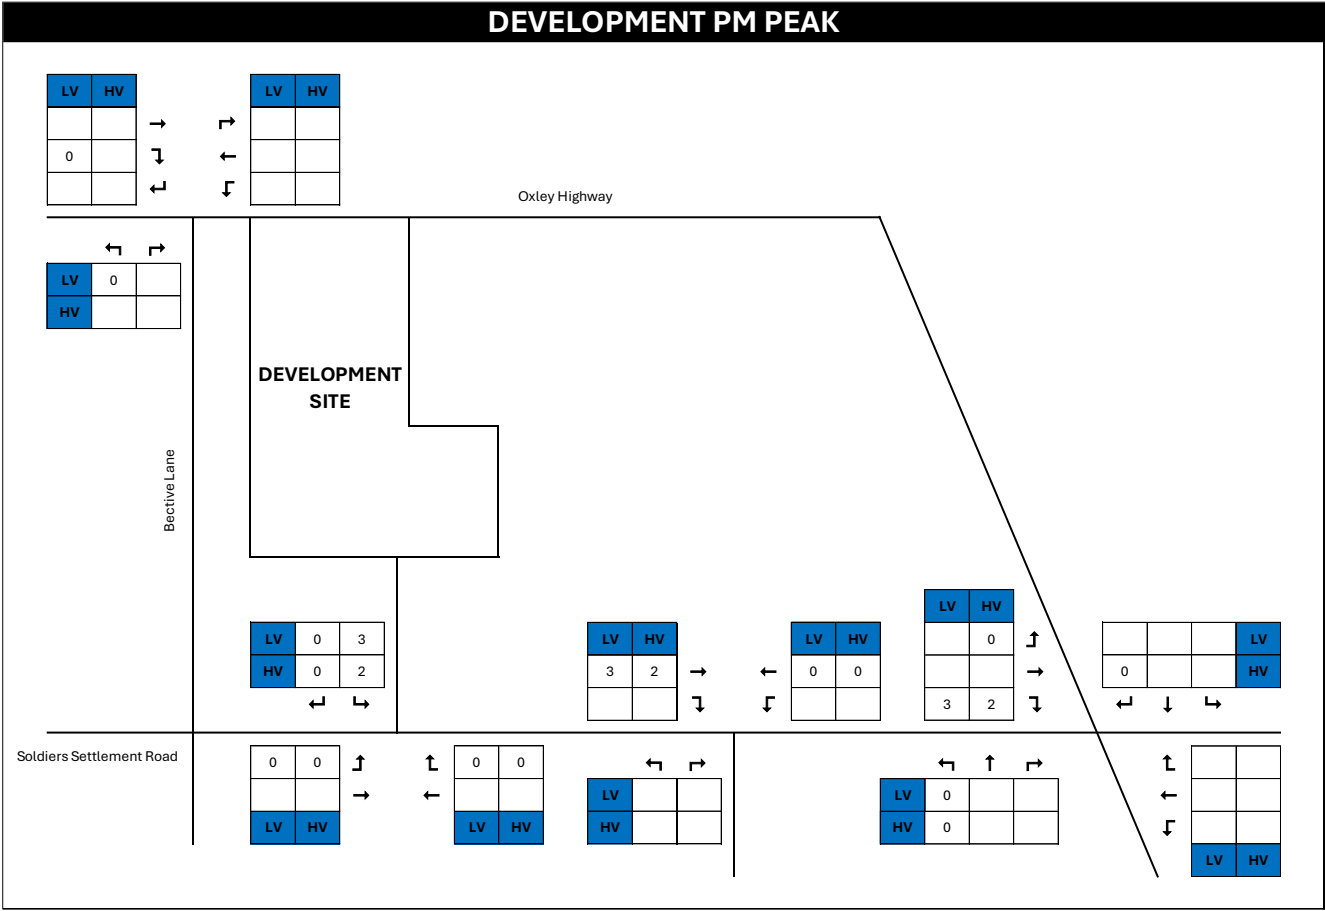 DEVELOPMENT PM PEAK
LV HV
0
LV HV
Oxley Highway
LV 0
HV
DEVELOPMENT
SITE
Bective Lane
LV 0 3
HV 0 2
LV HV
3 2
LV HV
0 0
LV HV
0
3 2
LV
0 HV
Soldiers Settlement Road
0 0
LV HV
0 0
LV HV
LV
HV
LV 0
HV 0
LV HV